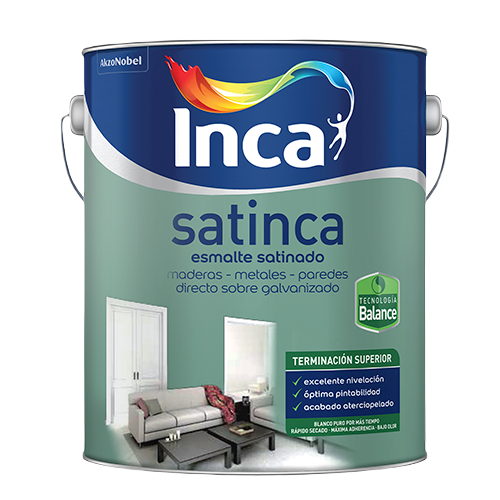 AkzoNobel
Inca
satinca
esmalte satinado
maderas - metales - paredes
directo sobre galvanizado
TECNOLOGÍA
Balance
TERMINACIÓN SUPERIOR
excelente nivelación
óptima pintabilidad
acabado aterciopelado
BLANCO PURO POR MÁS TIEMPO
RÁPIDO SECADO - MÁXIMA ADHERENCIA - BAJO OLOR